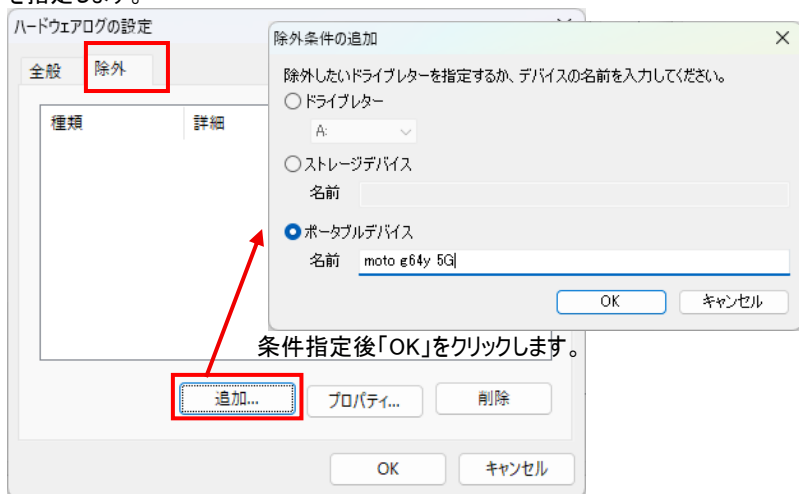 を指定します。
ハードウェアログの設定
全般 除外
種類 詳細
除外条件の追加
除外したいドライブレターを指定するか、デバイスの名前を入力してください。
ドライブレター
A:
ストレージデバイス
名前
ポータブルデバイス
名前 moto g64y 5G
OK キャンセル
条件指定後「OK」をクリックします。
追加... プロパティ... 削除
OK キャンセル